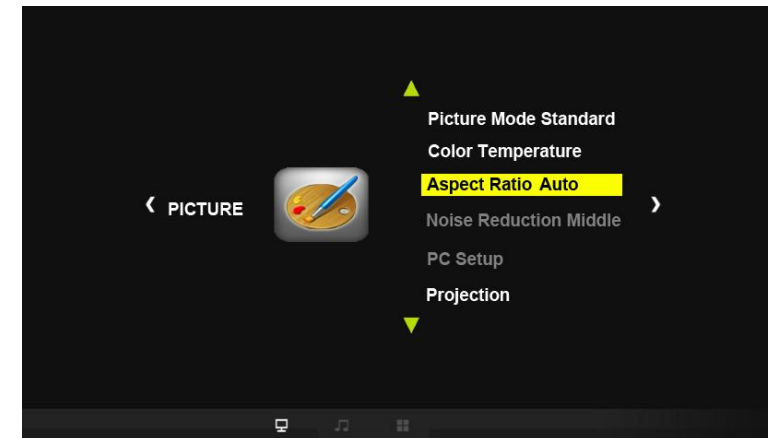 PICTURE
Picture Mode Standard
Color Temperature
Aspect Ratio Auto
Noise Reduction Middle
PC Setup
Projection